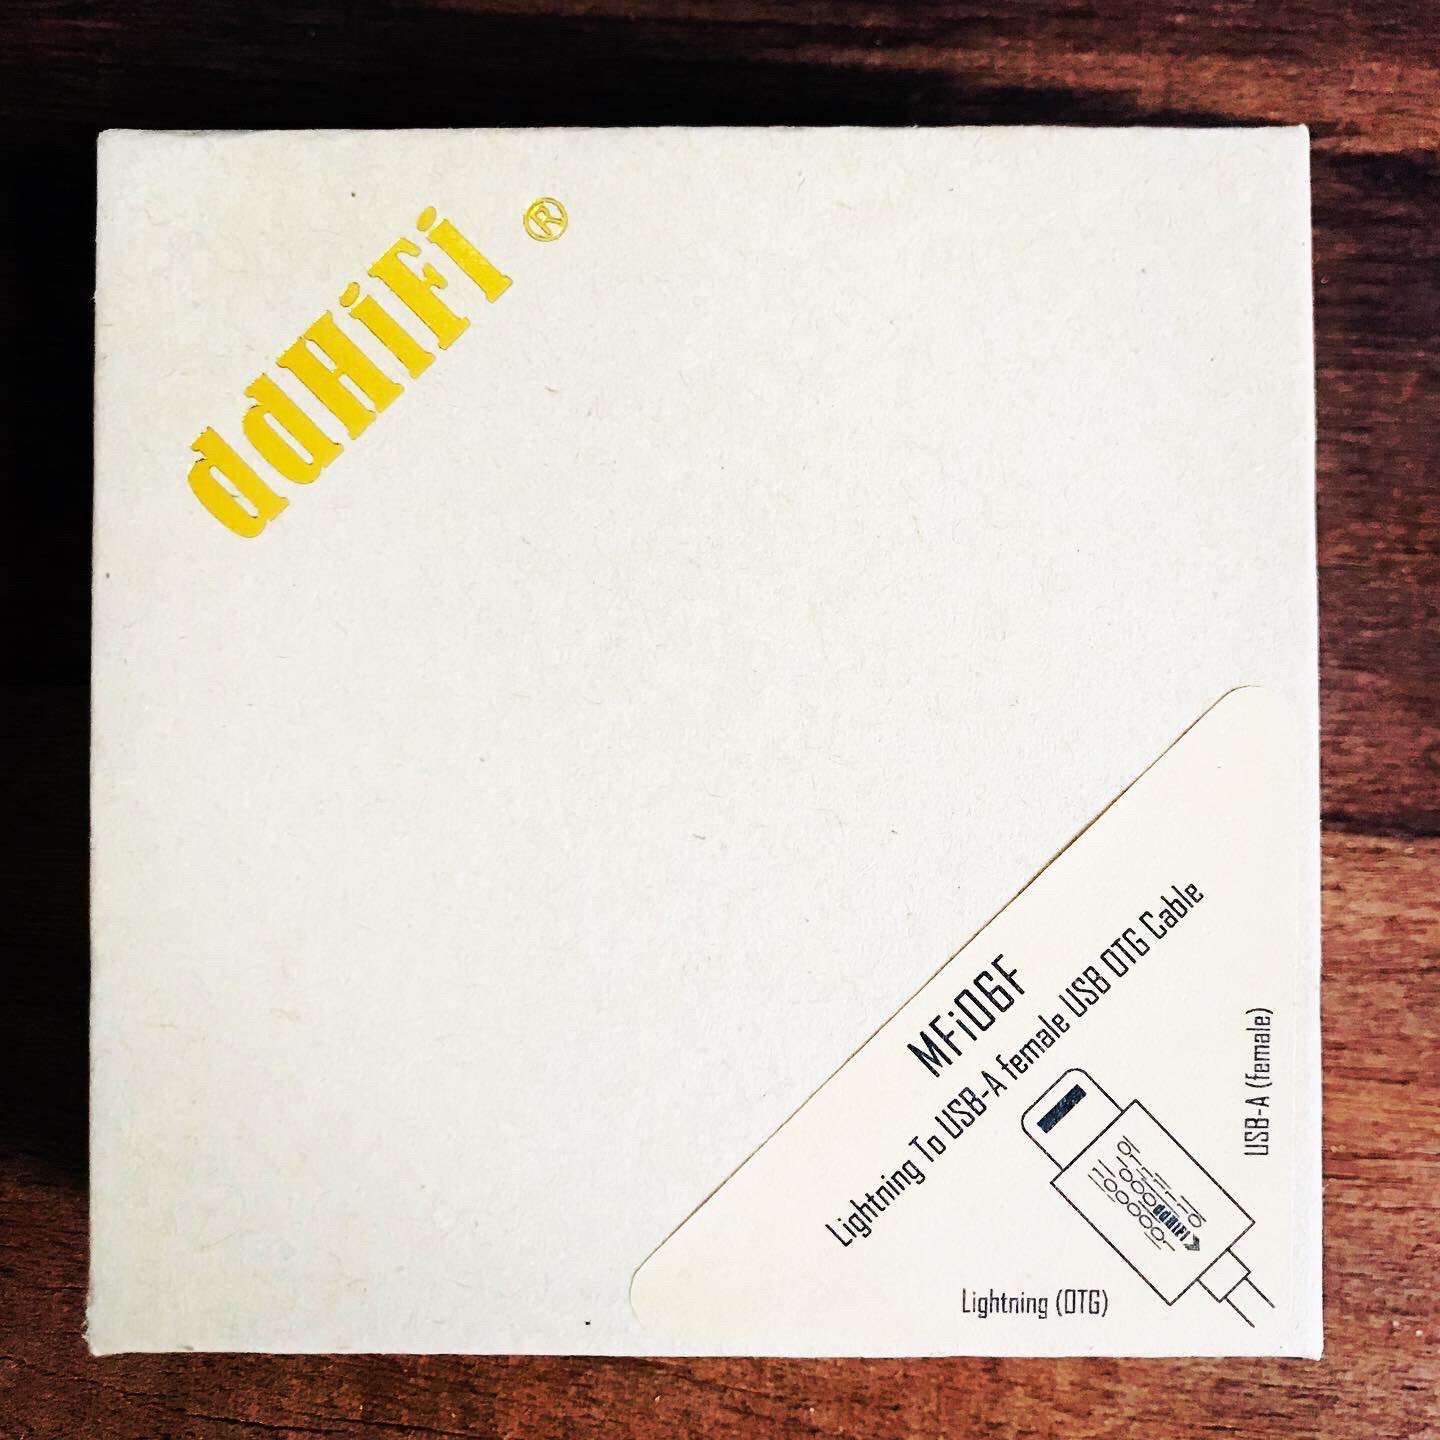 ddHiFi ®
MFi06F
Lightning To USB-A female USB OTG Cable
USB-A (female)
ddHiFi
Lightning (OTG)